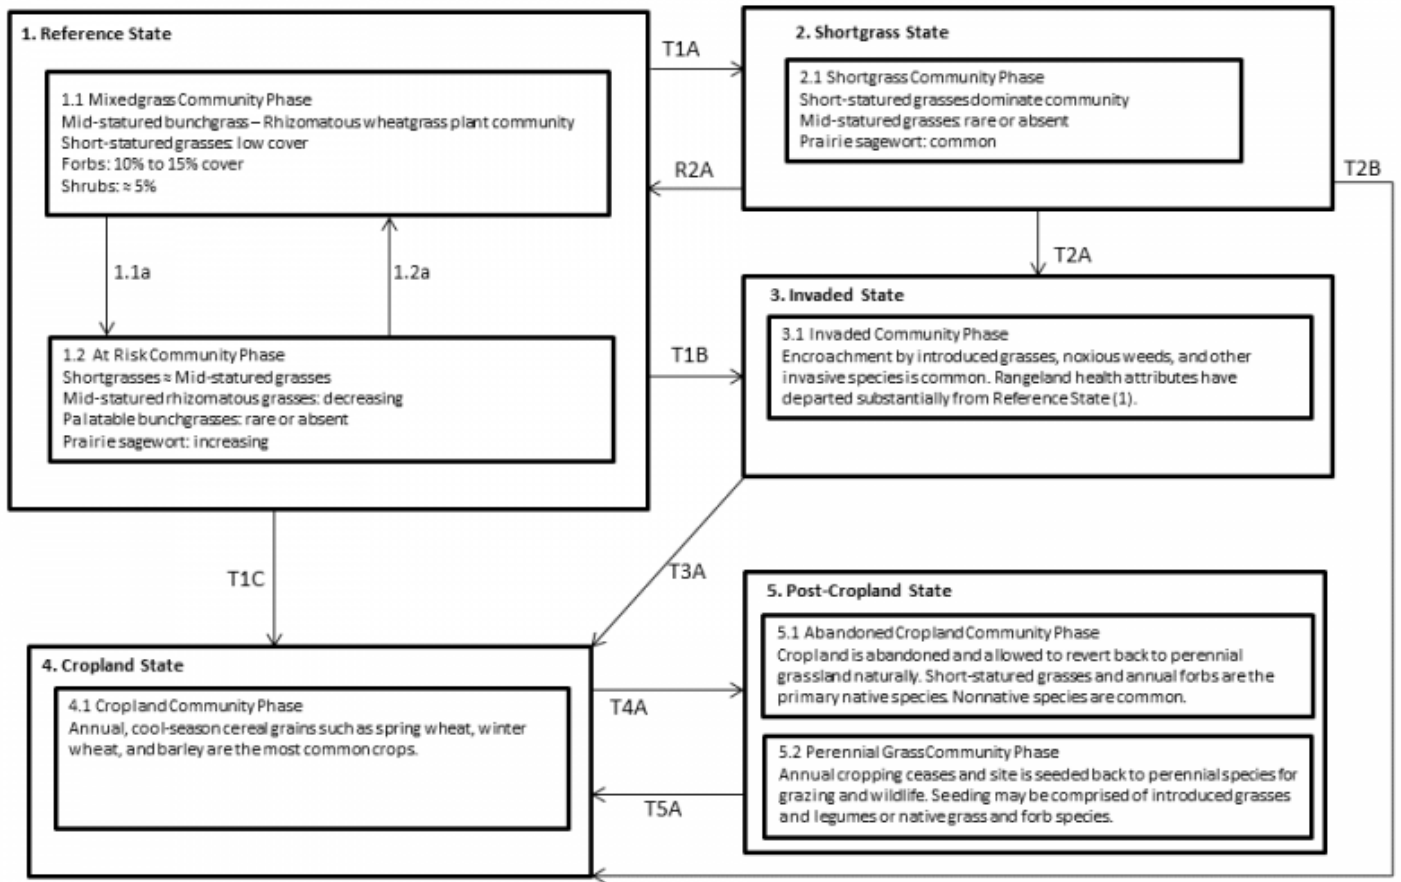 1. Reference State
1.1 Mixedgrass Community Phase
Mid-statured bunchgrass – Rhizomatous wheatgrass plant community
Short-statured grasses: low cover
Forbs: 10% to 15% cover
Shrubs: ≈ 5%
1.1a
1.2a
1.2 At Risk Community Phase
Shortgrasses ≈ Mid-statured grasses
Mid-statured rhizomatous grasses: decreasing
Palatable bunchgrasses: rare or absent
Prairie sagewort: increasing
T1A
R2A
T1B
T1C
2. Shortgrass State
2.1 Shortgrass Community Phase
Short-statured grasses dominate community
Mid-statured grasses: rare or absent
Prairie sagewort: common
T2B
T2A
3. Invaded State
3.1 Invaded Community Phase
Encroachment by introduced grasses, noxious weeds, and other
invasive species is common. Rangeland health attributes have
departed substantially from Reference State (1).
T3A
4. Cropland State
4.1 Cropland Community Phase
Annual, cool-season cereal grains such as spring wheat, winter
wheat, and barley are the most common crops.
T4A
T5A
5. Post-Cropland State
5.1 Abandoned Cropland Community Phase
Cropland is abandoned and allowed to revert back to perennial
grassland naturally. Short-statured grasses and annual forbs are the
primary native species. Nonnative species are common.
5.2 Perennial Grass Community Phase
Annual cropping ceases and site is seeded back to perennial species for
grazing and wildlife. Seeding may be comprised of introduced grasses
and legumes or native grass and forb species.